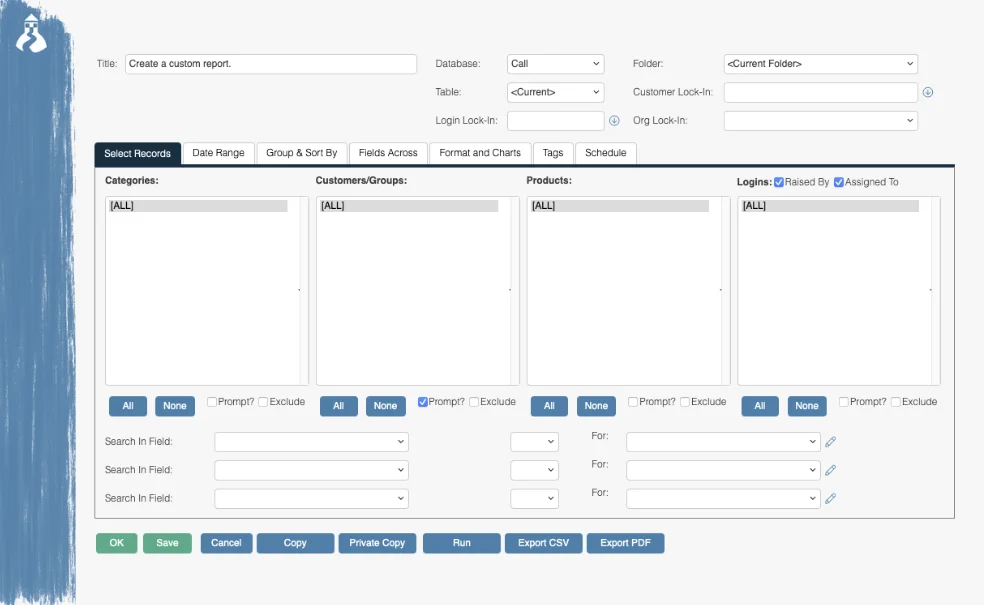 Title: Create a custom report. Database: Call Folder: <Current Folder>
Table: <Current> Customer Lock-In:
Login Lock-In: Org Lock-In:
Select Records Date Range Group & Sort By Fields Across Format and Charts Tags Schedule
Categories: Customers/Groups: Products: Logins: Raised By Assigned To
[ALL] [ALL] [ALL] [ALL]
All None Prompt? Exclude All None Prompt? Exclude All None Prompt? Exclude All None Prompt? Exclude
Search In Field: For:
Search In Field: For:
Search In Field: For:
OK Save Cancel Copy Private Copy Run Export CSV Export PDF